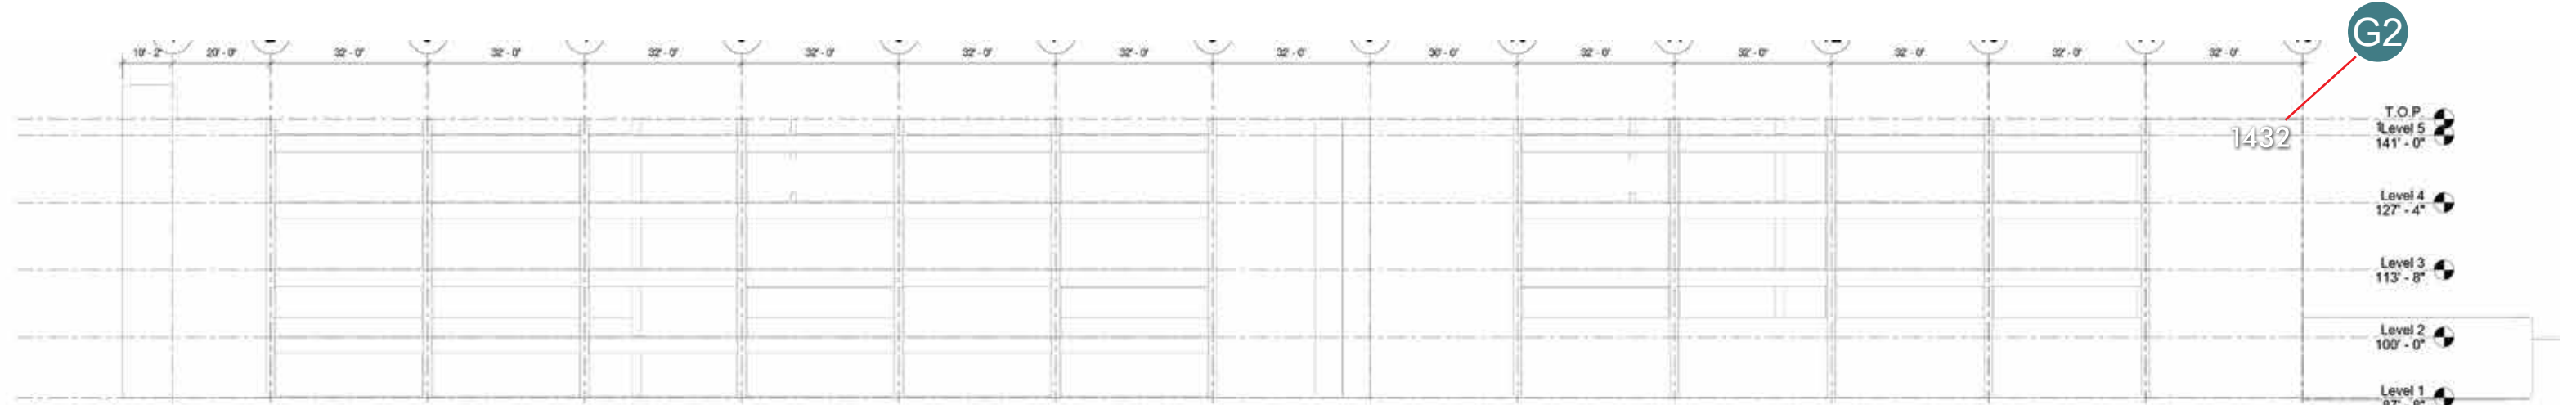 G2
10' - 2" 20' - 0" 32' - 0" 32' - 0" 32' - 0" 32' - 0" 32' - 0" 32' - 0" 32' - 0" 30' - 0" 32' - 0" 32' - 0" 32' - 0" 32' - 0" 32' - 0"
T.O.P.
Level 5
141' - 0"
1432
Level 4
127' - 4"
Level 3
113' - 8"
Level 2
100' - 0"
Level 1